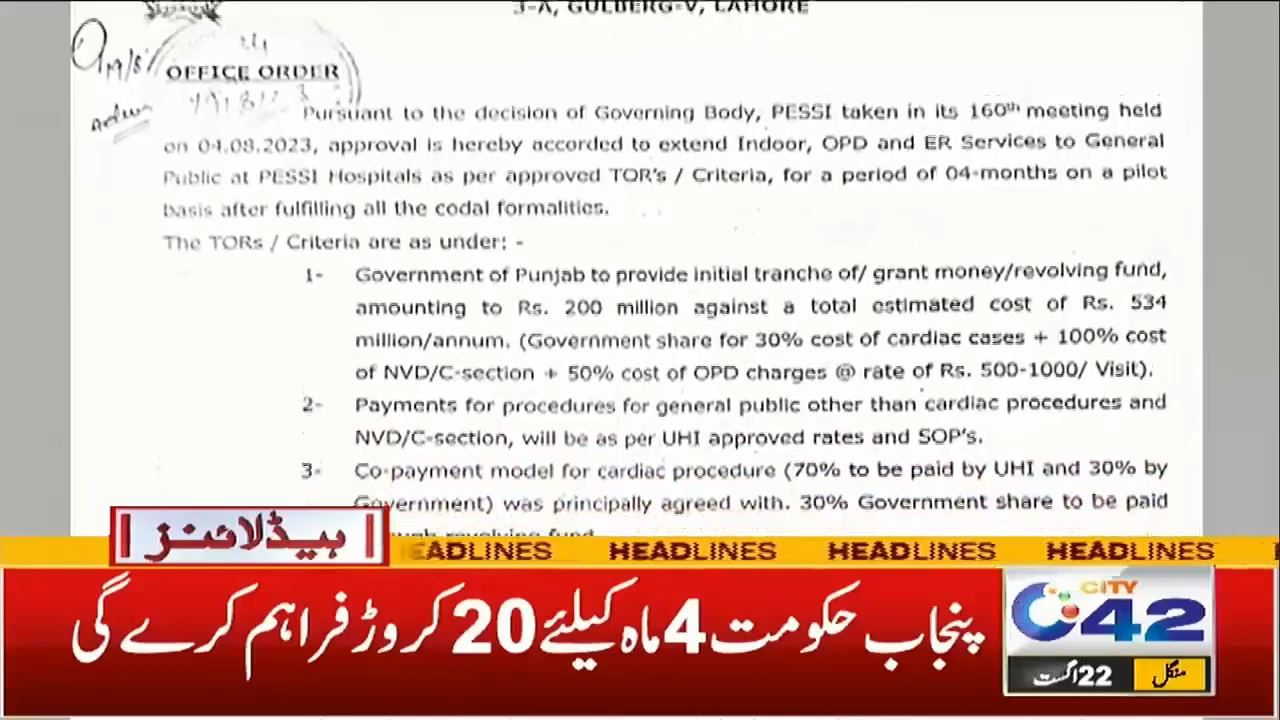 3-A, GULBERG-V, LAHORE
OFFICE ORDER
Pursuant to the decision of Governing Body, PESSI taken in its 160th meeting held
on 04.08.2023, approval is hereby accorded to extend Indoor, OPD and ER Services to General
Public at PESSI Hospitals as per approved TOR's / Criteria, for a period of 04-months on a pilot
basis after fulfilling all the codal formalities.
The TORs / Criteria are as under: -
1- Government of Punjab to provide initial tranche of/ grant money/revolving fund,
amounting to Rs. 200 million against a total estimated cost of Rs. 534
million/annum. (Government share for 30% cost of cardiac cases + 100% cost
of NVD/C-section + 50% cost of OPD charges @ rate of Rs. 500-1000/ Visit).
2- Payments for procedures for general public other than cardiac procedures and
NVD/C-section, will be as per UHI approved rates and SOP's.
3- Co-payment model for cardiac procedure (70% to be paid by UHI and 30% by
Government) was principally agreed with. 30% Government share to be paid
revolving fund
ہیڈلائنز
EADLINES HEADLINES HEADLINES HEADLINES
پنجاب حکومت 4 ماہ کیلئے 20 کروڑ فراہم کرے گی
CITY
42
منگل 22 اگست